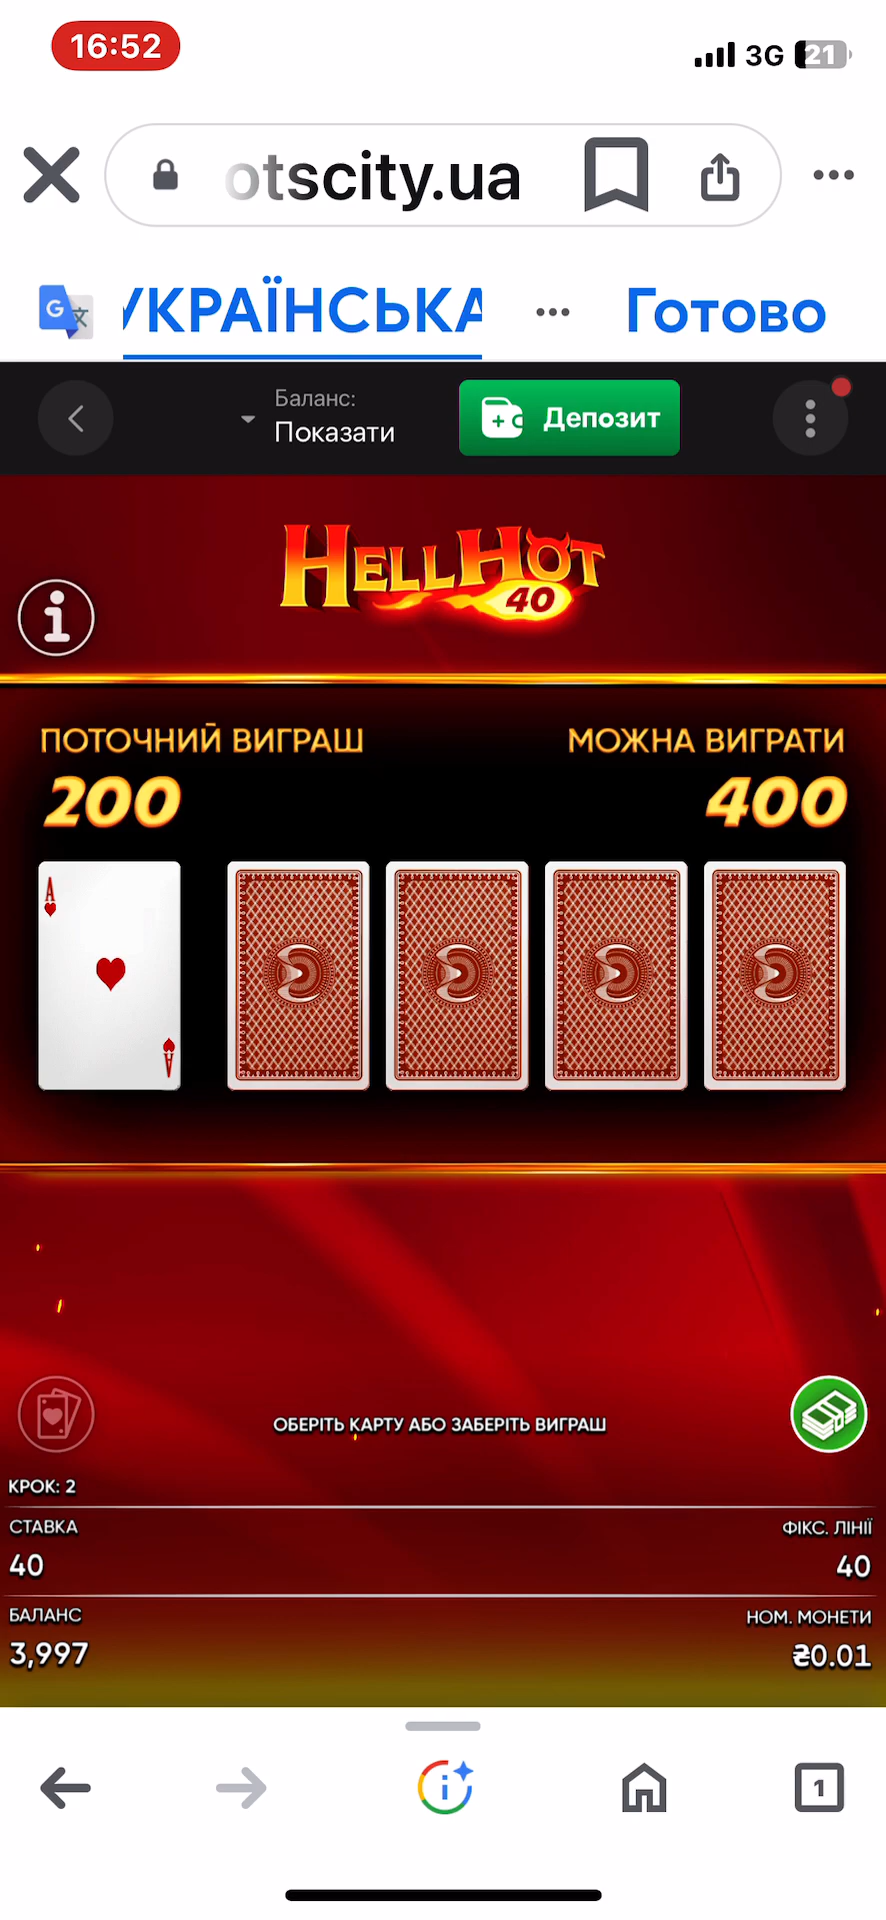 16:52
3G
21
otscity.ua
УКРАЇНСЬКА
Готово
Баланс:
Показати
Депозит
HELL HOT
40
ПОТОЧНИЙ ВИГРАШ
МОЖНА ВИГРАТИ
200
400
A
A
ОБЕРІТЬ КАРТУ АБО ЗАБЕРІТЬ ВИГРАШ
КРОК: 2
СТАВКА
ФІКС. ЛІНІЇ
40
40
БАЛАНС
НОМ. МОНЕТИ
3,997
₴0.01
1